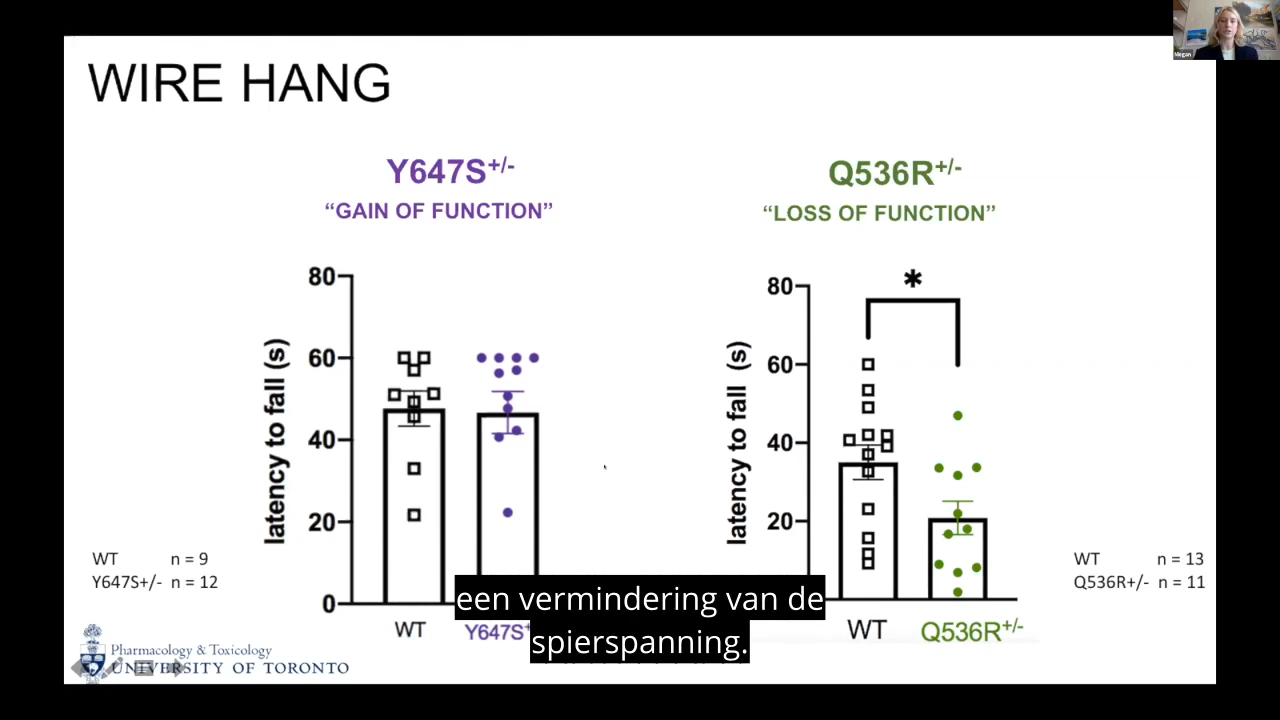 Megan
WIRE HANG
Y647S+/-
“GAIN OF FUNCTION”
80
60
40
20
0
latency to fall (s)
WT
Y647S+
WT n = 9
Y647S+/- n = 12
Q536R+/-
“LOSS OF FUNCTION”
*
80
60
40
20
latency to fall (s)
WT
Q536R+/-
WT n = 13
Q536R+/- n = 11
een vermindering van de
spierspanning.
Pharmacology & Toxicology
UNIVERSITY OF TORONTO